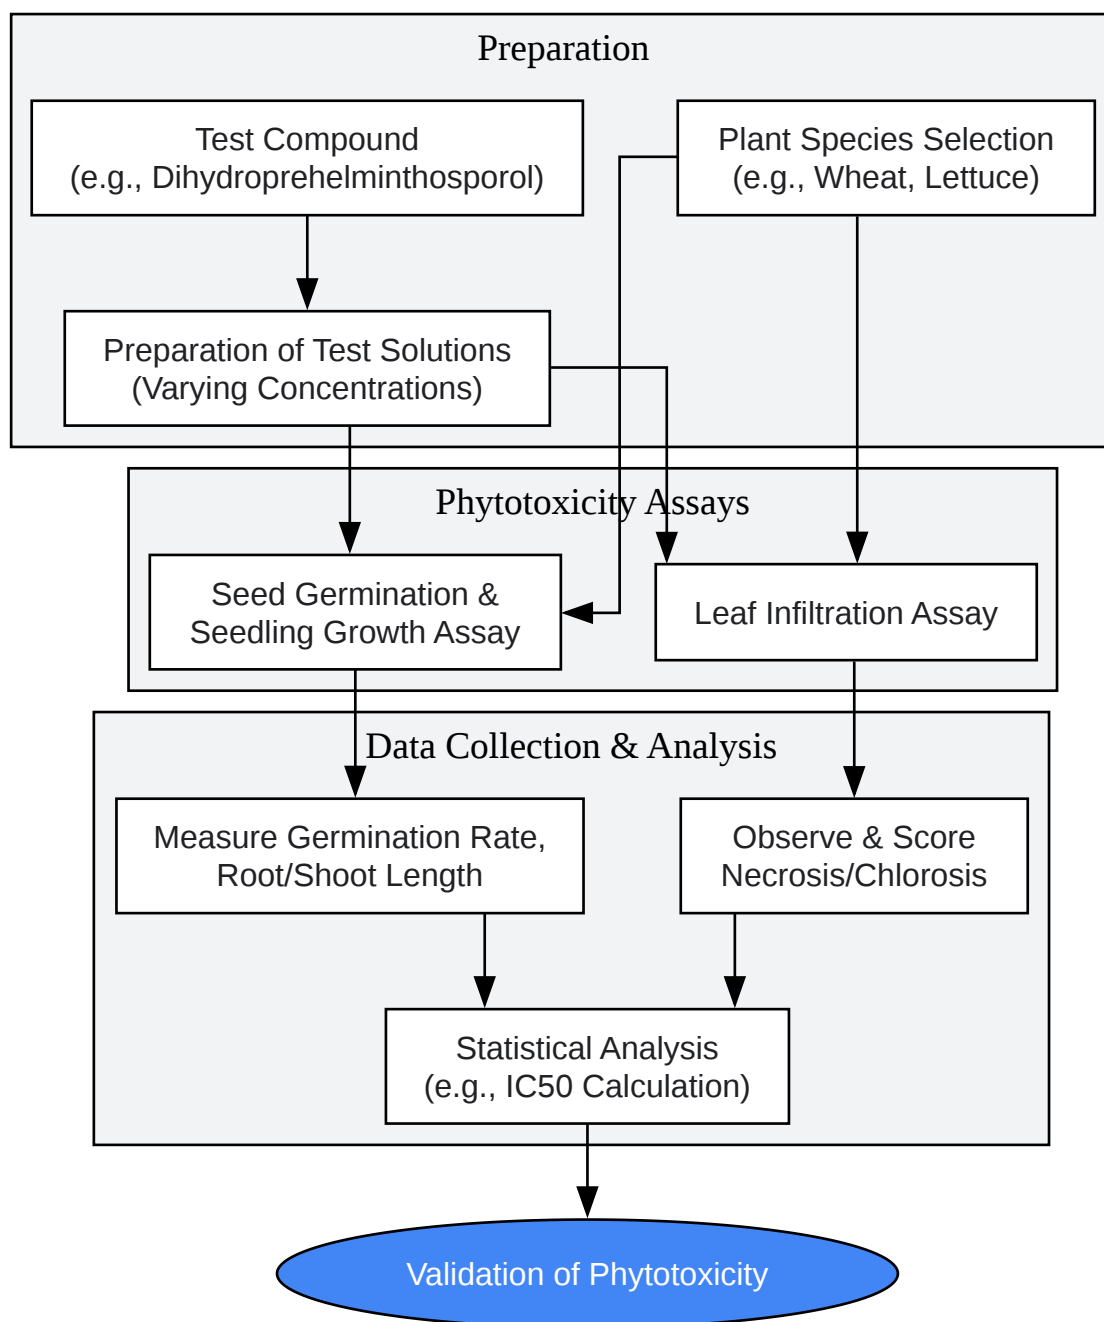 Preparation
Test Compound
(e.g., Dihydroprehelminthosporol)
Plant Species Selection
(e.g., Wheat, Lettuce)
Preparation of Test Solutions
(Varying Concentrations)
Phytotoxicity Assays
Seed Germination &
Seedling Growth Assay
Leaf Infiltration Assay
Data Collection & Analysis
Measure Germination Rate,
Root/Shoot Length
Observe & Score
Necrosis/Chlorosis
Statistical Analysis
(e.g., IC50 Calculation)
Validation of Phytotoxicity